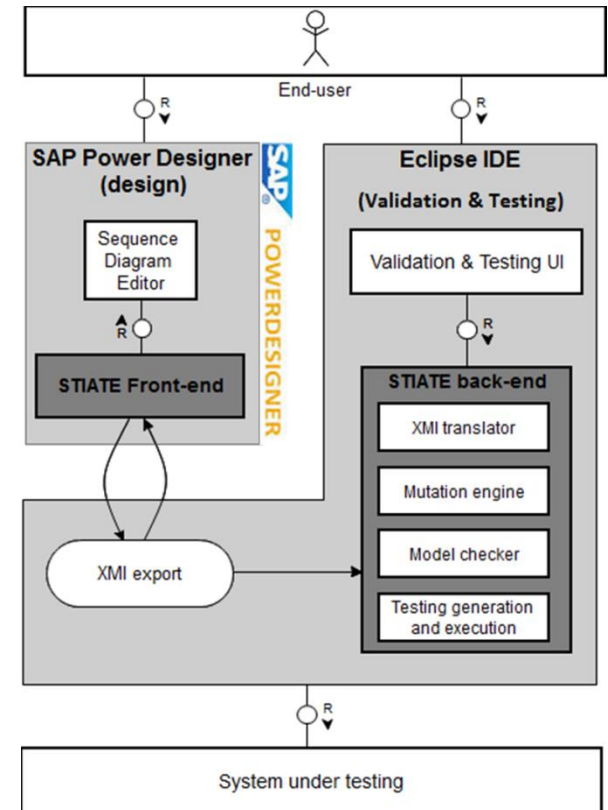 End-user
R
R
SAP Power Designer
(design)
SAP
®
POWERDESIGNER
Sequence
Diagram
Editor
R
STIATE Front-end
Eclipse IDE
(Validation & Testing)
Validation & Testing UI
R
STIATE back-end
XMI translator
Mutation engine
Model checker
Testing generation
and execution
XMI export
R
System under testing